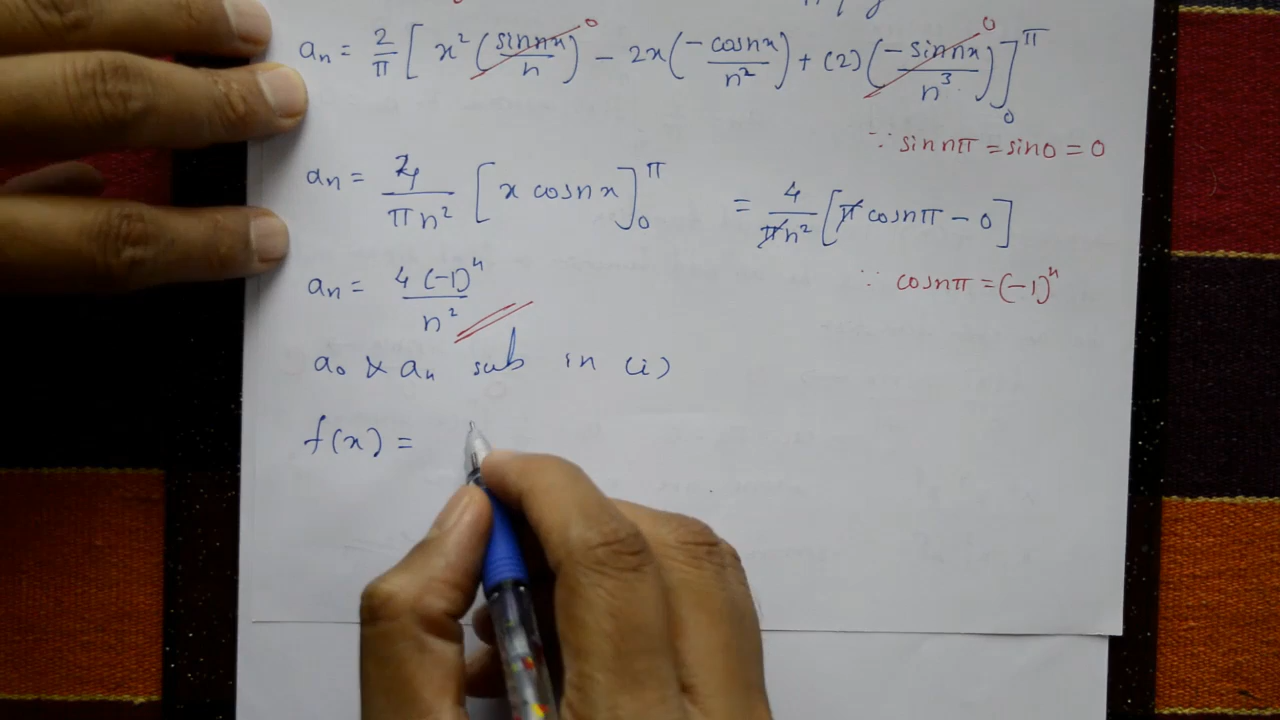 aₙ = 2/π [ x² (sin nx / n) 0 − 2x (− cos nx / n²) + (2) (− sin nx / n³) 0 ]₀^π
∵ sin nπ = sin 0 = 0
aₙ = 4 / πn² [ x cos nx ]₀^π = 4 / πn² [ π cos nπ − 0 ]
aₙ = 4 (−1)ⁿ / n² ∵ cos nπ = (−1)ⁿ
a₀ & aₙ sub in (i)
f(x) =